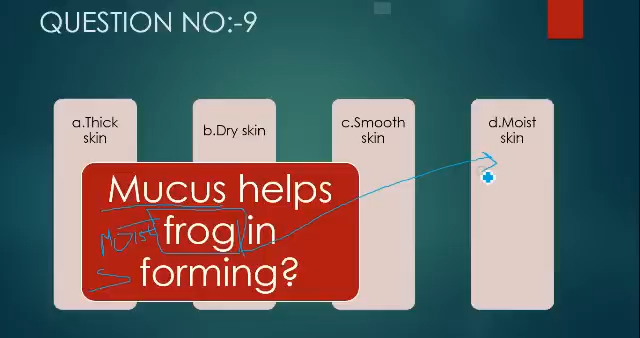 QUESTION NO:-9
a.Thick
skin
b.Dry skin
c.Smooth
skin
d.Moist
skin
Mucus helps
Moist frog in
forming?